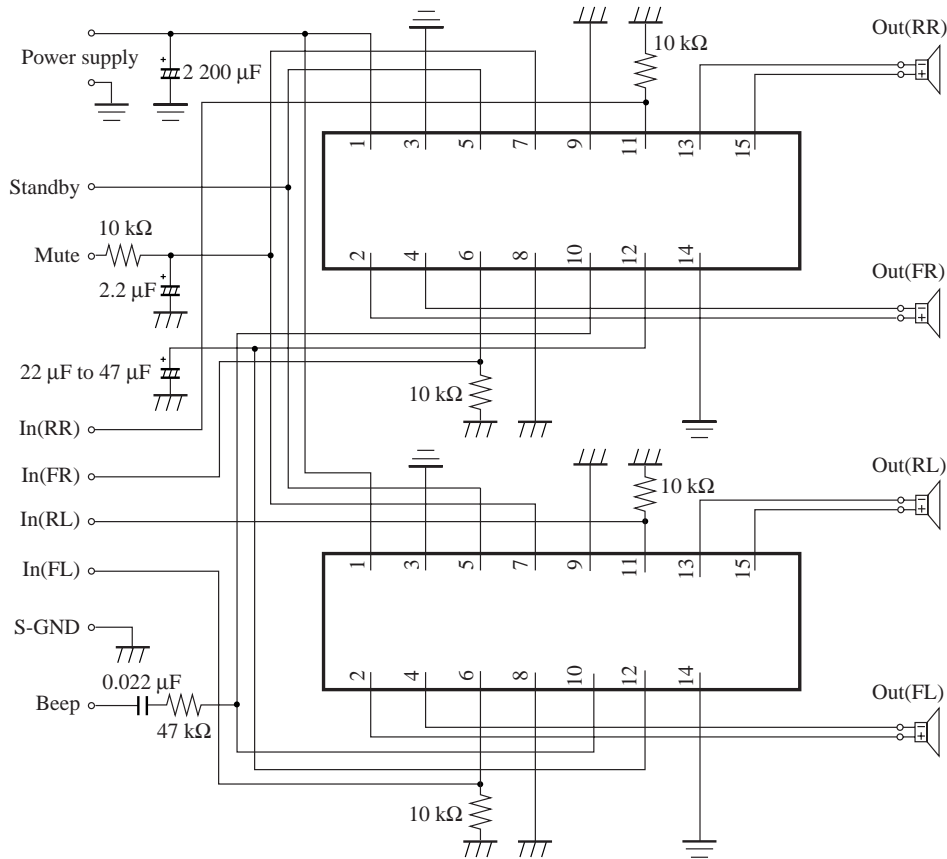 Power supply
2 200 μF
10 kΩ
Out(RR)
1 3 5 7 9 11 13 15
Standby
10 kΩ
Mute
2.2 μF
2 4 6 8 10 12 14
Out(FR)
22 μF to 47 μF
10 kΩ
In(RR)
In(FR)
10 kΩ
Out(RL)
In(RL)
1 3 5 7 9 11 13 15
In(FL)
S-GND
0.022 μF
Beep
47 kΩ
2 4 6 8 10 12 14
Out(FL)
10 kΩ